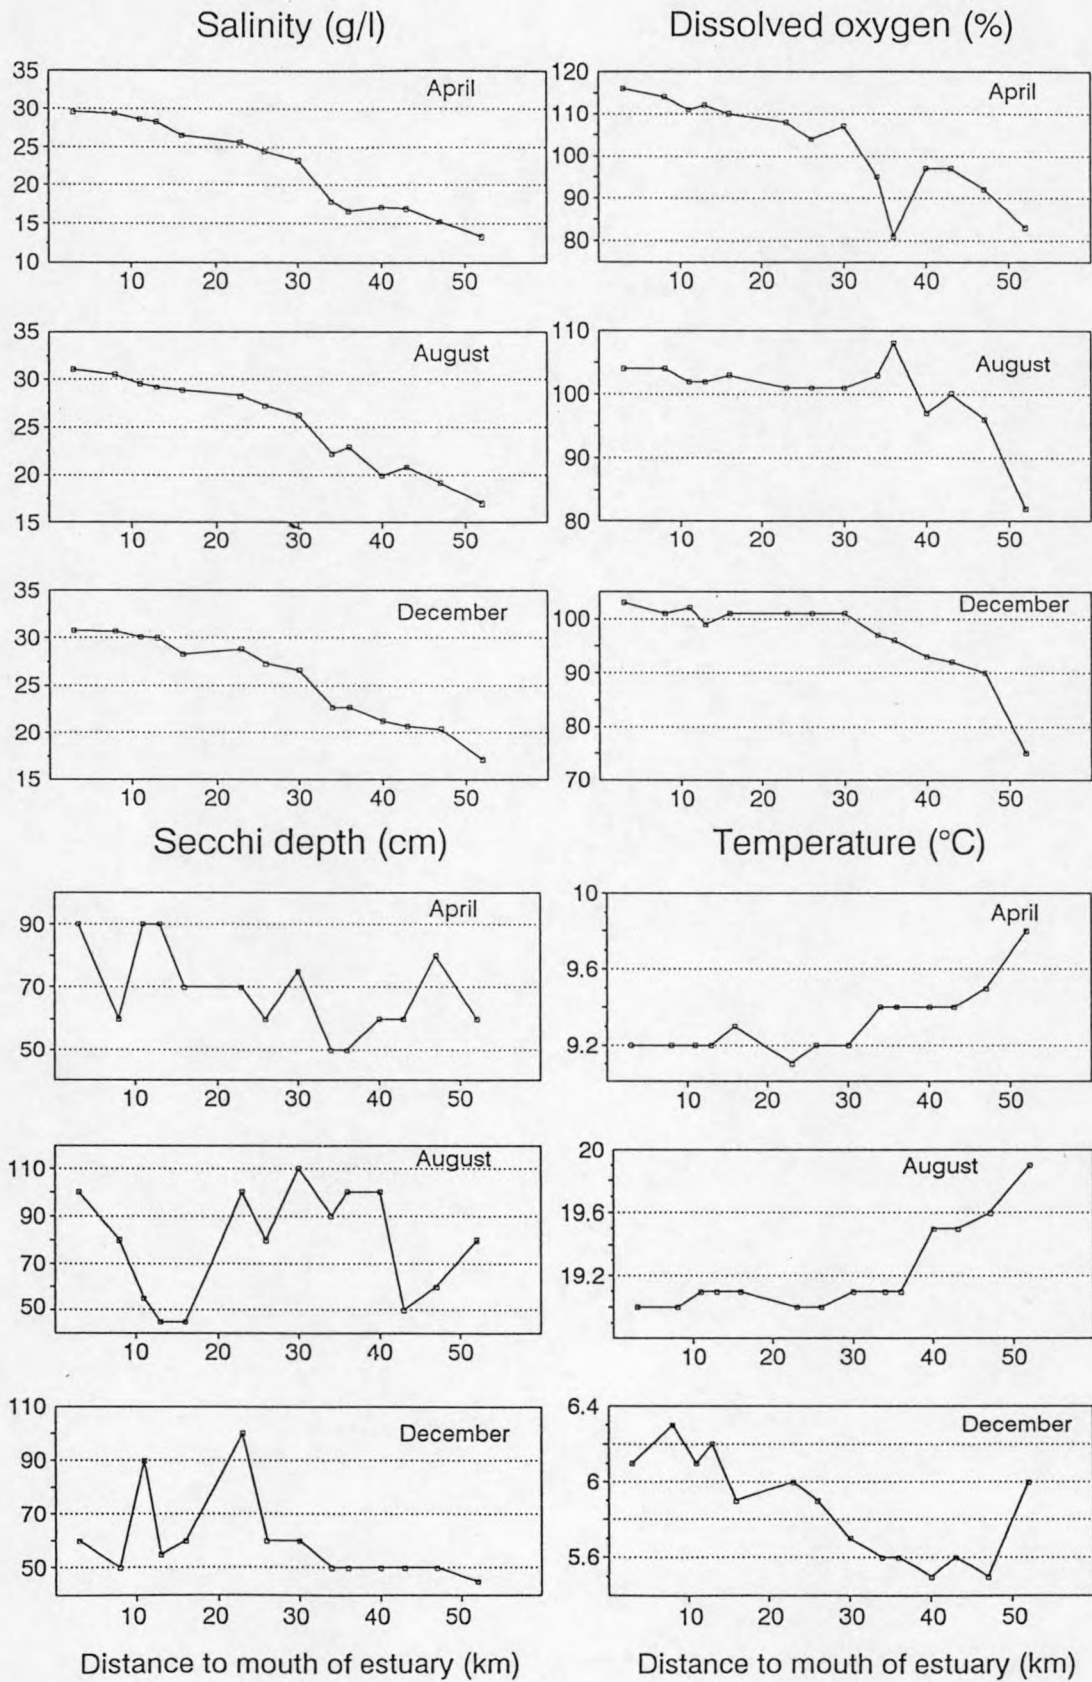 Salinity (g/l)
35
April
30
25
20
15
10
10 20 30 40 50
35
August
30
25
20
15
10 20 30 40 50
35
December
30
25
20
15
10 20 30 40 50
Dissolved oxygen (%)
120
April
110
100
90
80
10 20 30 40 50
110
August
100
90
80
10 20 30 40 50
December
100
90
80
70
10 20 30 40 50
Secchi depth (cm)
April
90
70
50
10 20 30 40 50
August
110
90
70
50
10 20 30 40 50
110
December
90
70
50
10 20 30 40 50
Distance to mouth of estuary (km)
Temperature (°C)
10
April
9.6
9.2
10 20 30 40 50
20
August
19.6
19.2
10 20 30 40 50
6.4
December
6
5.6
10 20 30 40 50
Distance to mouth of estuary (km)